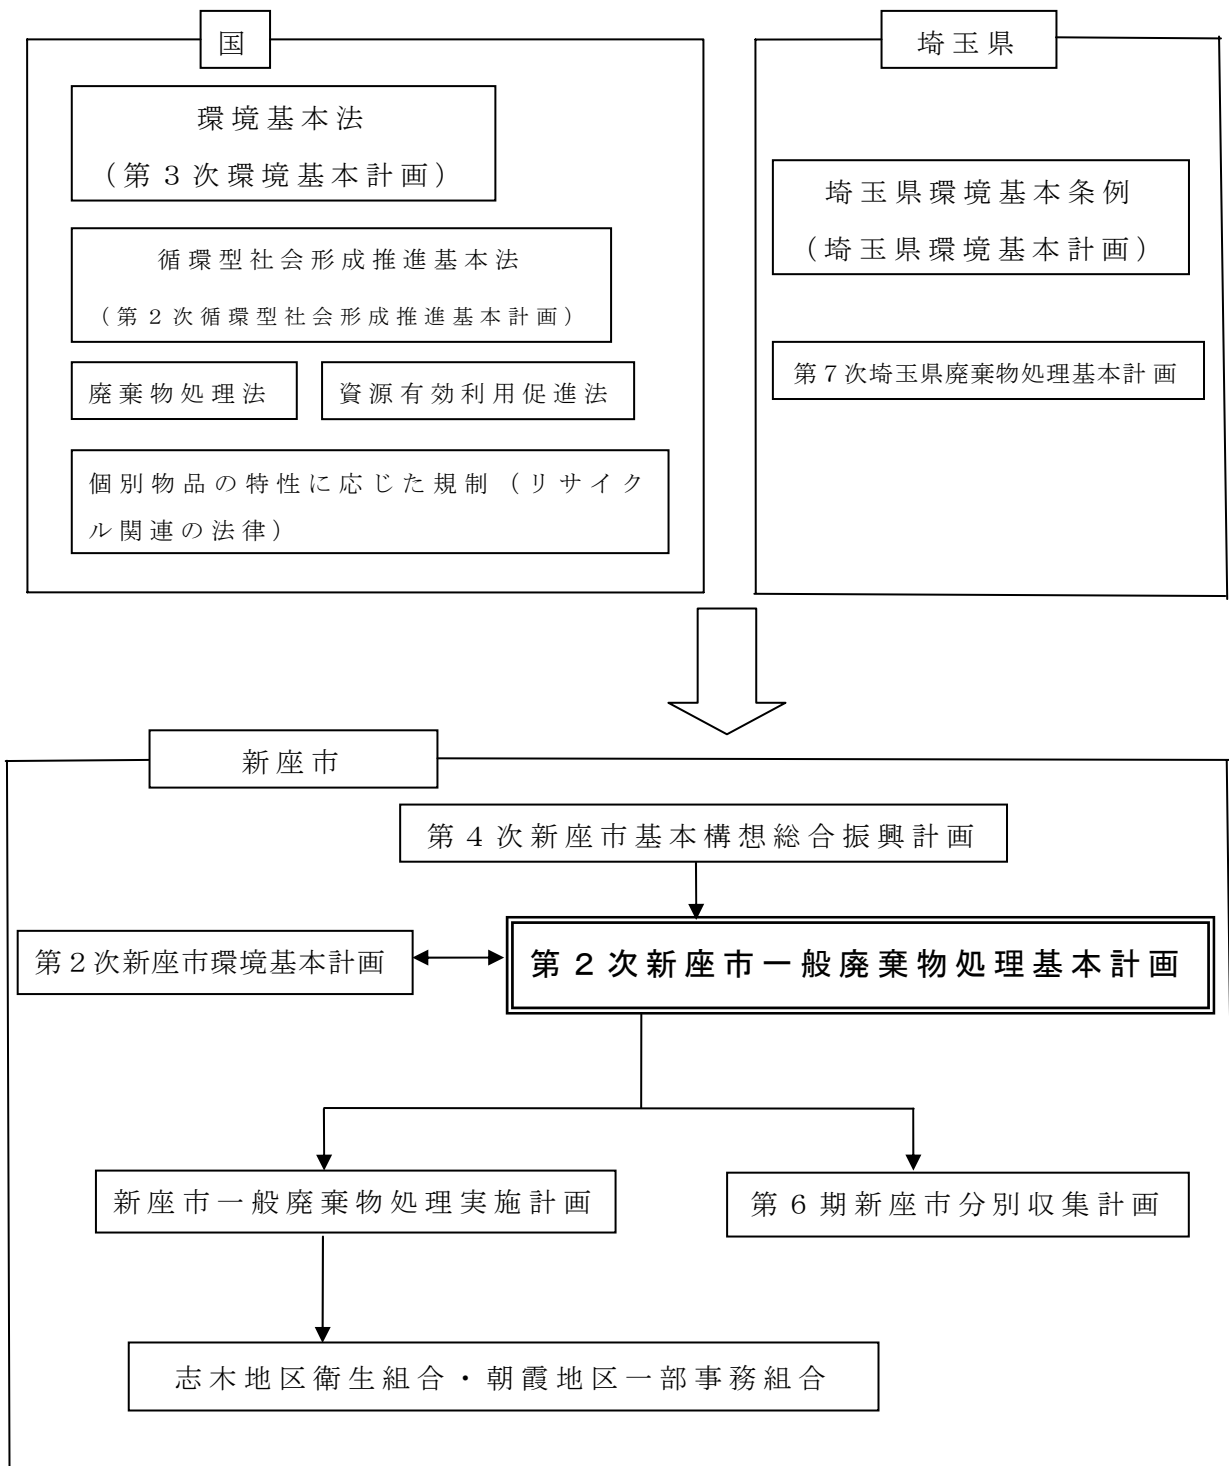 国
環境基本法
（第３次環境基本計画）
循環型社会形成推進基本法
（第２次循環型社会形成推進基本計画）
廃棄物処理法
資源有効利用促進法
個別物品の特性に応じた規制（リサイク
ル関連の法律）
埼玉県
埼玉県環境基本条例
（埼玉県環境基本計画）
第７次埼玉県廃棄物処理基本計画
新座市
第４次新座市基本構想総合振興計画
第２次新座市環境基本計画
第２次新座市一般廃棄物処理基本計画
新座市一般廃棄物処理実施計画
第６期新座市分別収集計画
志木地区衛生組合・朝霞地区一部事務組合